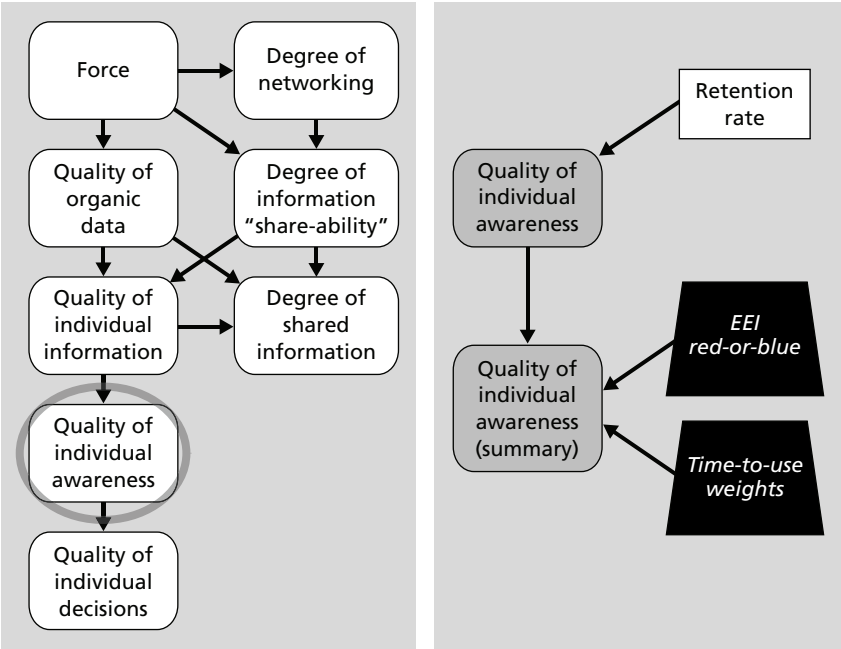 Force
Degree of
networking
Quality of
organic
data
Degree of
information
“share-ability”
Quality of
individual
information
Degree of
shared
information
Quality of
individual
awareness
Quality of
individual
decisions
Retention
rate
Quality of
individual
awareness
EEI
red-or-blue
Quality of
individual
awareness
(summary)
Time-to-use
weights